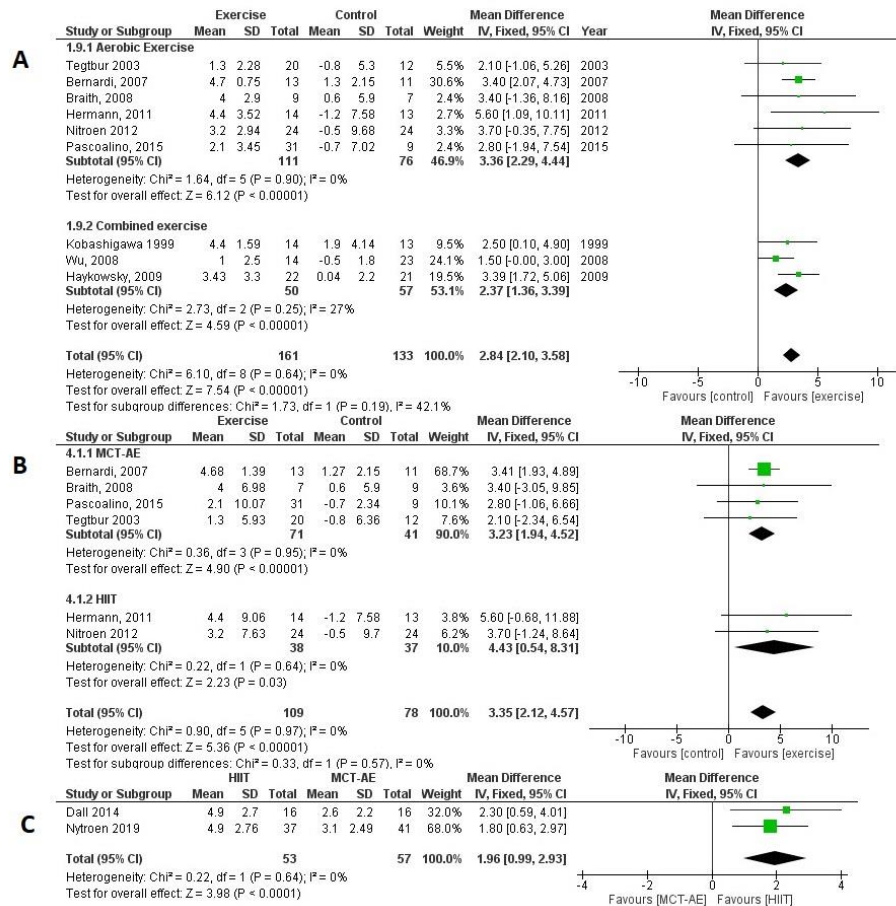 A
Exercise Control Mean Difference Mean Difference
Study or Subgroup Mean SD Total Mean SD Total Weight IV, Fixed, 95% CI Year IV, Fixed, 95% CI
1.9.1 Aerobic Exercise
Tegtbur 2003 1.3 2.28 20 -0.8 5.3 12 5.5% 2.10 [-1.06, 5.26] 2003
Bernardi, 2007 4.7 0.75 13 1.3 2.15 11 30.6% 3.40 [2.07, 4.73] 2007
Braith, 2008 4 2.9 9 0.6 5.9 7 2.4% 3.40 [-1.36, 8.16] 2008
Hermann, 2011 4.4 3.52 14 -1.2 7.58 13 2.7% 5.60 [1.09, 10.11] 2011
Nitroen 2012 3.2 2.94 24 -0.5 9.68 24 3.3% 3.70 [-0.35, 7.75] 2012
Pascoalino, 2015 2.1 3.45 31 -0.7 7.02 9 2.4% 2.80 [-1.94, 7.54] 2015
Subtotal (95% CI) 111 76 46.9% 3.36 [2.29, 4.44]
Heterogeneity: Chi² = 1.64, df = 5 (P = 0.90); I² = 0%
Test for overall effect: Z = 6.12 (P < 0.00001)
1.9.2 Combined exercise
Kobashigawa 1999 4.4 1.59 14 1.9 4.14 13 9.5% 2.50 [0.10, 4.90] 1999
Wu, 2008 1 2.5 14 -0.5 1.8 23 24.1% 1.50 [-0.00, 3.00] 2008
Haykowsky, 2009 3.43 3.3 22 0.04 2.2 21 19.5% 3.39 [1.72, 5.06] 2009
Subtotal (95% CI) 50 57 53.1% 2.37 [1.36, 3.39]
Heterogeneity: Chi² = 2.73, df = 2 (P = 0.25); I² = 27%
Test for overall effect: Z = 4.59 (P < 0.00001)
Total (95% CI) 161 133 100.0% 2.84 [2.10, 3.58]
Heterogeneity: Chi² = 6.10, df = 8 (P = 0.64); I² = 0%
Test for overall effect: Z = 7.54 (P < 0.00001)
Test for subgroup differences: Chi² = 1.73, df = 1 (P = 0.19), I² = 42.1%
-10 -5 0 5 10
Favours [control] Favours [exercise]
B
Exercise Control Mean Difference Mean Difference
Study or Subgroup Mean SD Total Mean SD Total Weight IV, Fixed, 95% CI IV, Fixed, 95% CI
4.1.1 MCT-AE
Bernardi, 2007 4.68 1.39 13 1.27 2.15 11 68.7% 3.41 [1.93, 4.89]
Braith, 2008 4 6.98 7 0.6 5.9 9 3.6% 3.40 [-3.05, 9.85]
Pascoalino, 2015 2.1 10.07 31 -0.7 2.34 9 10.1% 2.80 [-1.06, 6.66]
Tegtbur 2003 1.3 5.93 20 -0.8 6.36 12 7.6% 2.10 [-2.34, 6.54]
Subtotal (95% CI) 71 41 90.0% 3.23 [1.94, 4.52]
Heterogeneity: Chi² = 0.36, df = 3 (P = 0.95); I² = 0%
Test for overall effect: Z = 4.90 (P < 0.00001)
4.1.2 HIIT
Hermann, 2011 4.4 9.06 14 -1.2 7.58 13 3.8% 5.60 [-0.68, 11.88]
Nitroen 2012 3.2 7.63 24 -0.5 9.7 24 6.2% 3.70 [-1.24, 8.64]
Subtotal (95% CI) 38 37 10.0% 4.43 [0.54, 8.31]
Heterogeneity: Chi² = 0.22, df = 1 (P = 0.64); I² = 0%
Test for overall effect: Z = 2.23 (P = 0.03)
Total (95% CI) 109 78 100.0% 3.35 [2.12, 4.57]
Heterogeneity: Chi² = 0.90, df = 5 (P = 0.97); I² = 0%
Test for overall effect: Z = 5.36 (P < 0.00001)
Test for subgroup differences: Chi² = 0.33, df = 1 (P = 0.57), I² = 0%
-10 -5 0 5 10
Favours [control] Favours [exercise]
C
HIIT MCT-AE Mean Difference Mean Difference
Study or Subgroup Mean SD Total Mean SD Total Weight IV, Fixed, 95% CI IV, Fixed, 95% CI
Dall 2014 4.9 2.7 16 2.6 2.2 16 32.0% 2.30 [0.59, 4.01]
Nytroen 2019 4.9 2.76 37 3.1 2.49 41 68.0% 1.80 [0.63, 2.97]
Total (95% CI) 53 57 100.0% 1.96 [0.99, 2.93]
Heterogeneity: Chi² = 0.22, df = 1 (P = 0.64); I² = 0%
Test for overall effect: Z = 3.98 (P < 0.0001)
-4 -2 0 2 4
Favours [MCT-AE] Favours [HIIT]